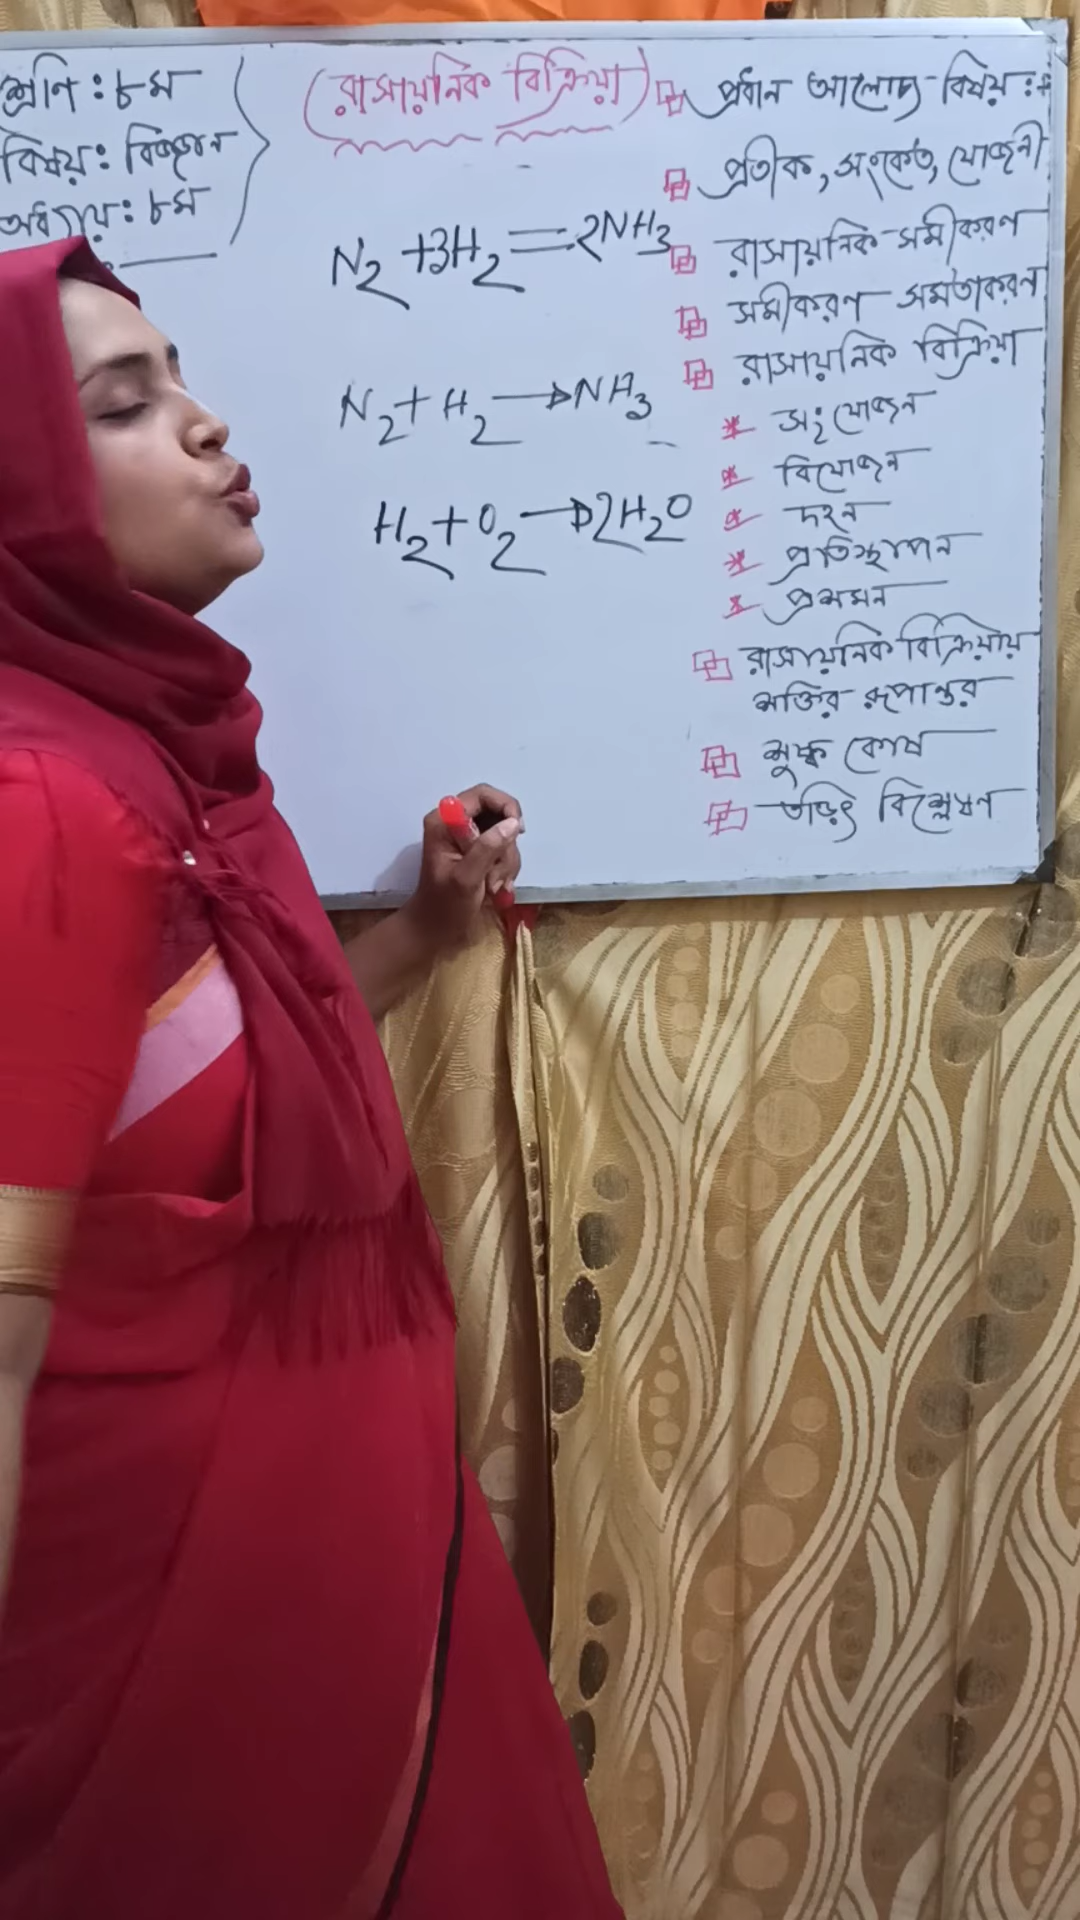 শ্রেণি : ৮ম
বিষয় : বিজ্ঞান
অধ্যায় : ৮ম
(রাসায়নিক বিক্রিয়া)
N₂ + 3H₂ = 2NH₃
N₂ + H₂ → NH₃
H₂ + O₂ → 2H₂O
প্রধান আলোচ্য বিষয় :+
প্রতীক, সংকেত, যোজনী
রাসায়নিক সমীকরণ
সমীকরণ সমতাকরণ
রাসায়নিক বিক্রিয়া
* সংযোজন
* বিযোজন
* দহন
* প্রতিস্থাপন
* প্রশমন
রাসায়নিক বিক্রিয়ায়
শক্তির রূপান্তর
শুষ্ক কোষ
তড়িৎ বিশ্লেষণ